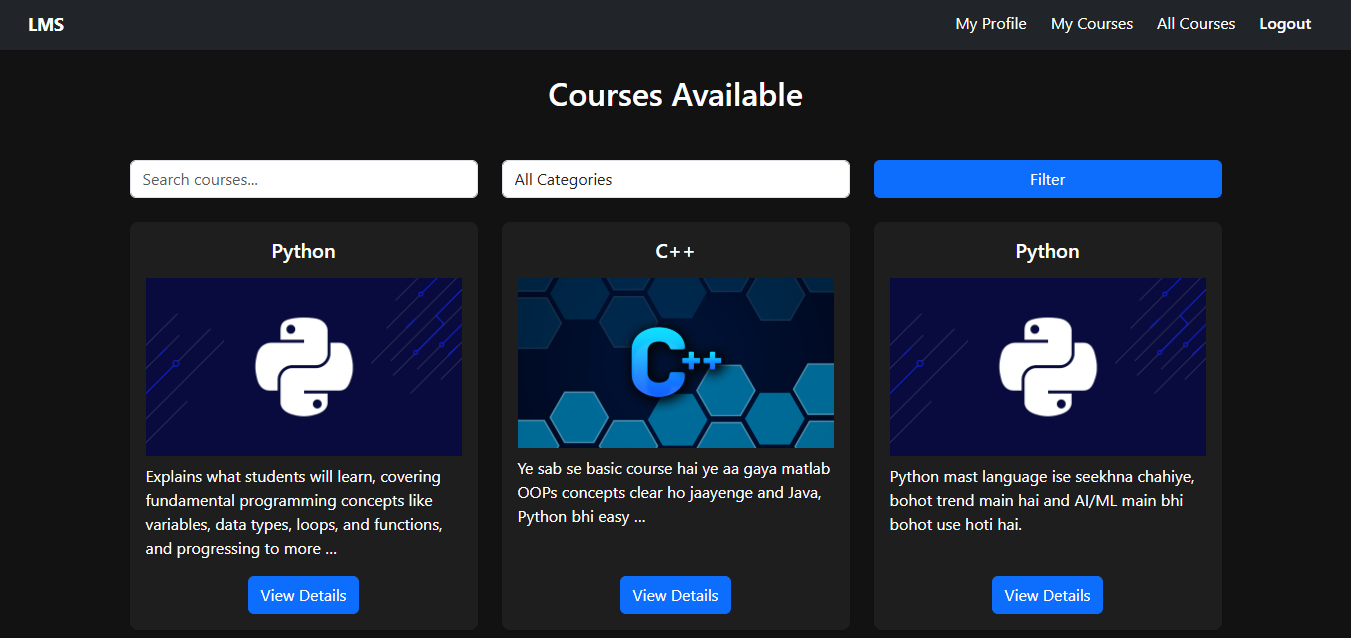 LMS
My Profile My Courses All Courses Logout
Courses Available
Search courses...
All Categories
Filter
Python
Explains what students will learn, covering
fundamental programming concepts like
variables, data types, loops, and functions,
and progressing to more ...
View Details
C++
C++
Ye sab se basic course hai ye aa gaya matlab
OOPs concepts clear ho jaayenge and Java,
Python bhi easy ...
View Details
Python
Python mast language ise seekhna chahiye,
bohot trend main hai and AI/ML main bhi
bohot use hoti hai.
View Details